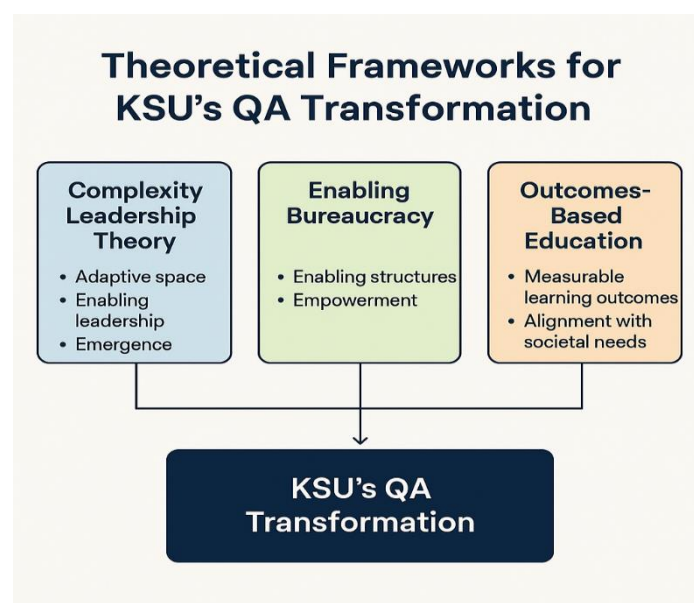 Theoretical Frameworks for
KSU's QA Transformation
Complexity
Leadership
Theory
• Adaptive space
• Enabling
leadership
• Emergence
Enabling
Bureaucracy
• Enabling structures
• Empowerment
Outcomes-
Based
Education
• Measurable
learning outcomes
• Alignment with
societal needs
KSU's QA
Transformation